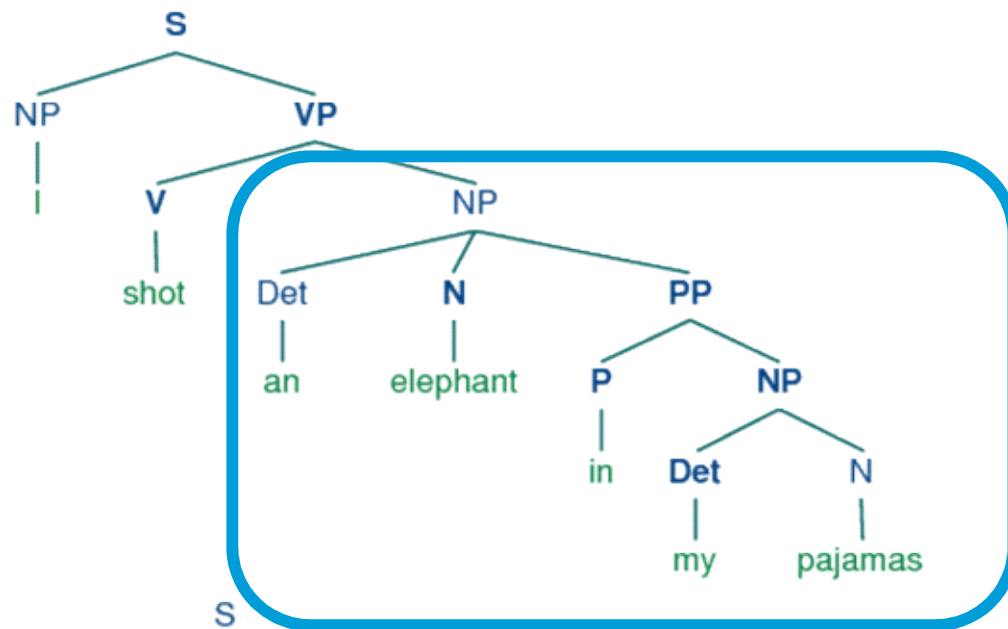 S
NP VP
I V NP
shot Det N PP
an elephant P NP
in Det N
my pajamas
S